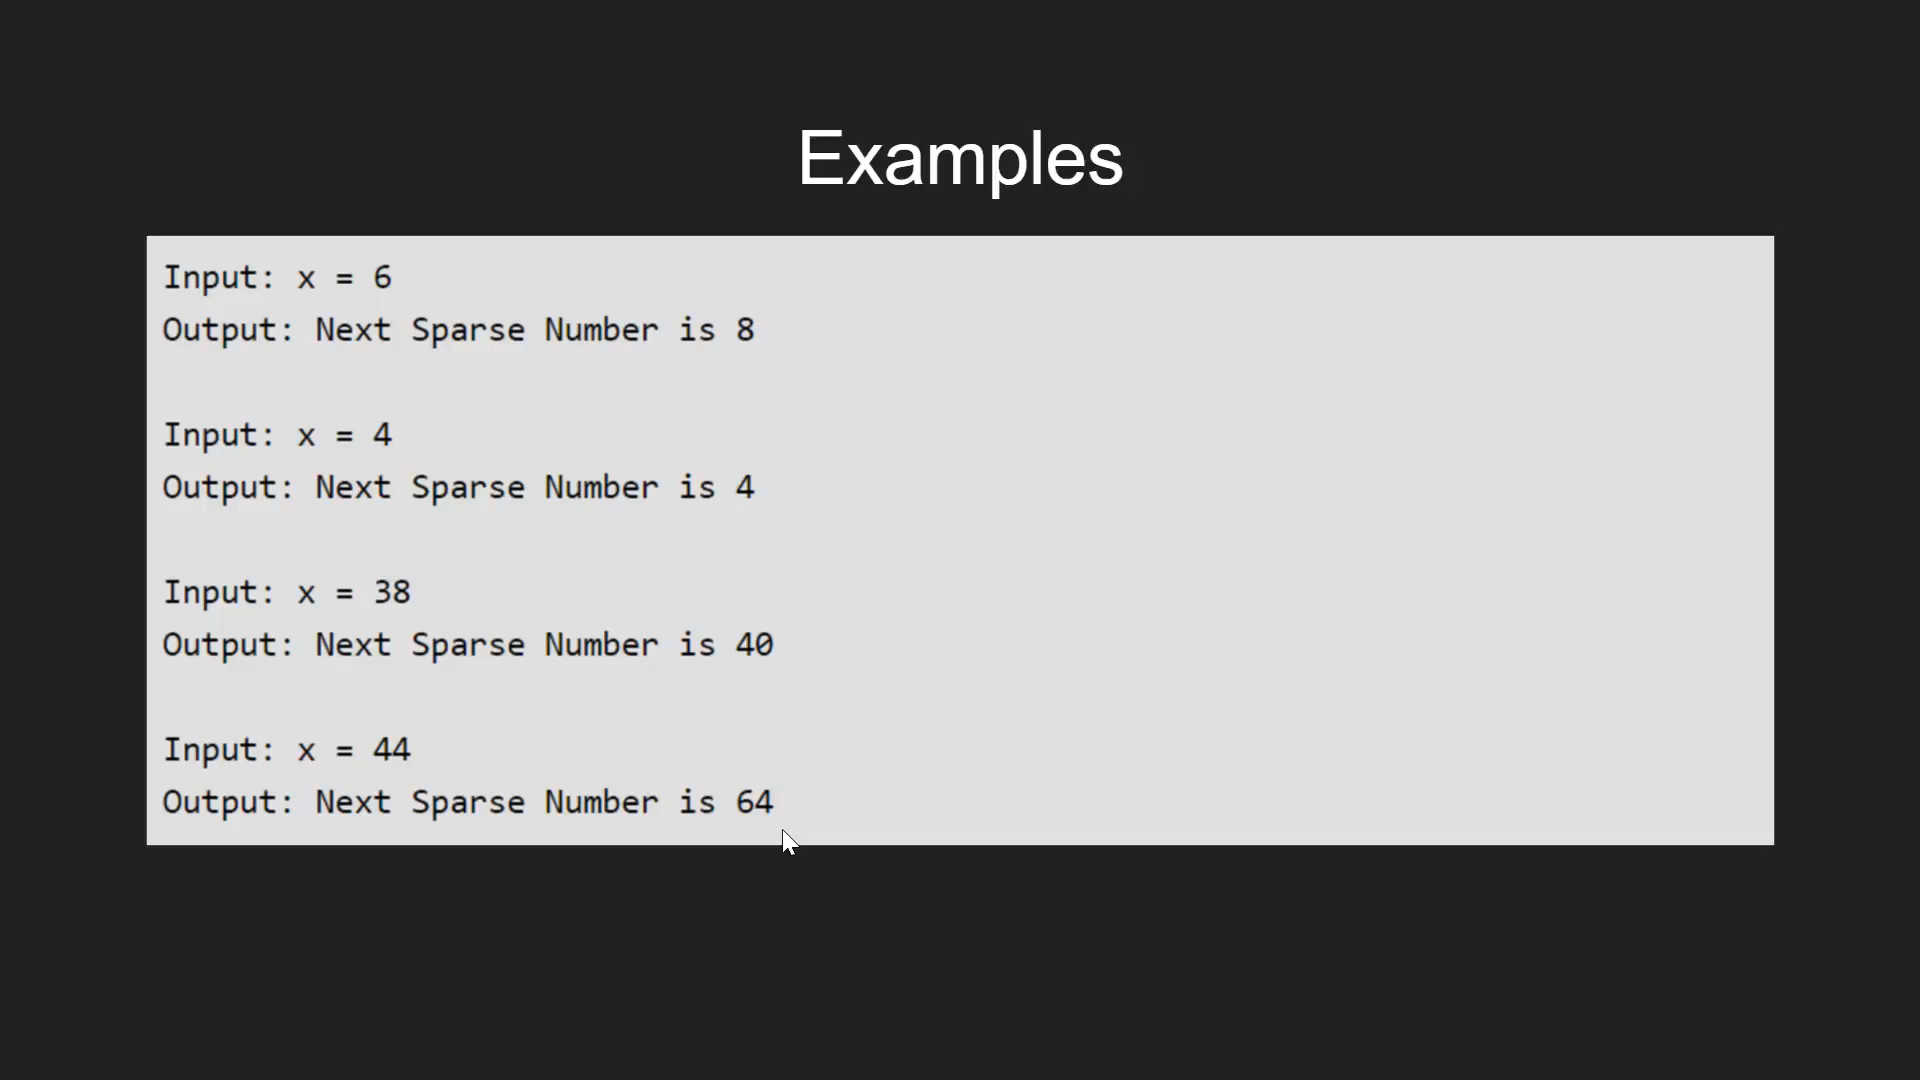 Examples
Input: x = 6
Output: Next Sparse Number is 8
Input: x = 4
Output: Next Sparse Number is 4
Input: x = 38
Output: Next Sparse Number is 40
Input: x = 44
Output: Next Sparse Number is 64